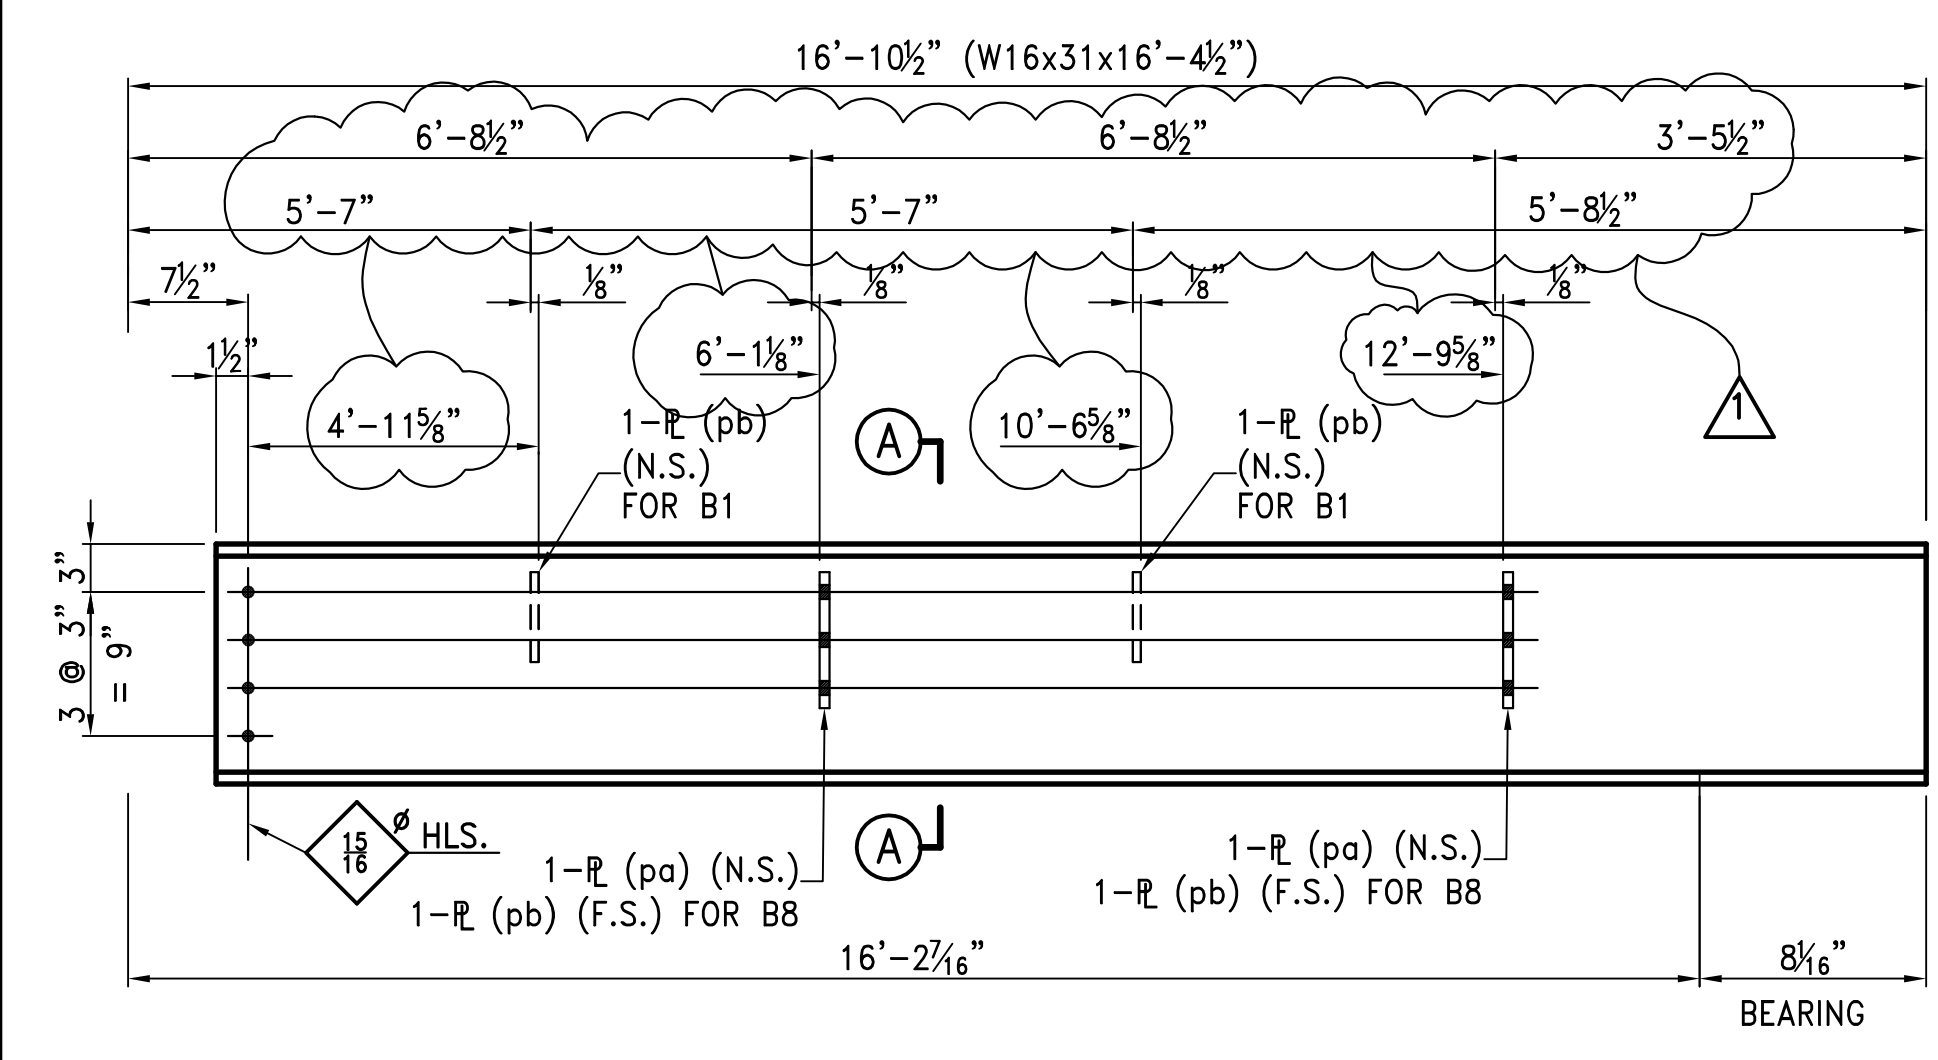 16’-10½” (W16x31x16’-4½”)
6’-8½” 6’-8½” 3’-5½”
5’-7” 5’-7” 5’-8½”
7½” ⅛” ⅛” ⅛” ⅛”
1½” 6’-1⅛” 12’-9⅝”
4’-11⅝” 10’-6⅝”
1
1-PL (pb)
(N.S.)
FOR B1
A
1-PL (pb)
(N.S.)
FOR B1
3”
3 @ 3”
= 9”
15/16 ø HLS.
A
1-PL (pa) (N.S.)
1-PL (pb) (F.S.) FOR B8
1-PL (pa) (N.S.)
1-PL (pb) (F.S.) FOR B8
16’-2 7/16” 8 1/16”
BEARING